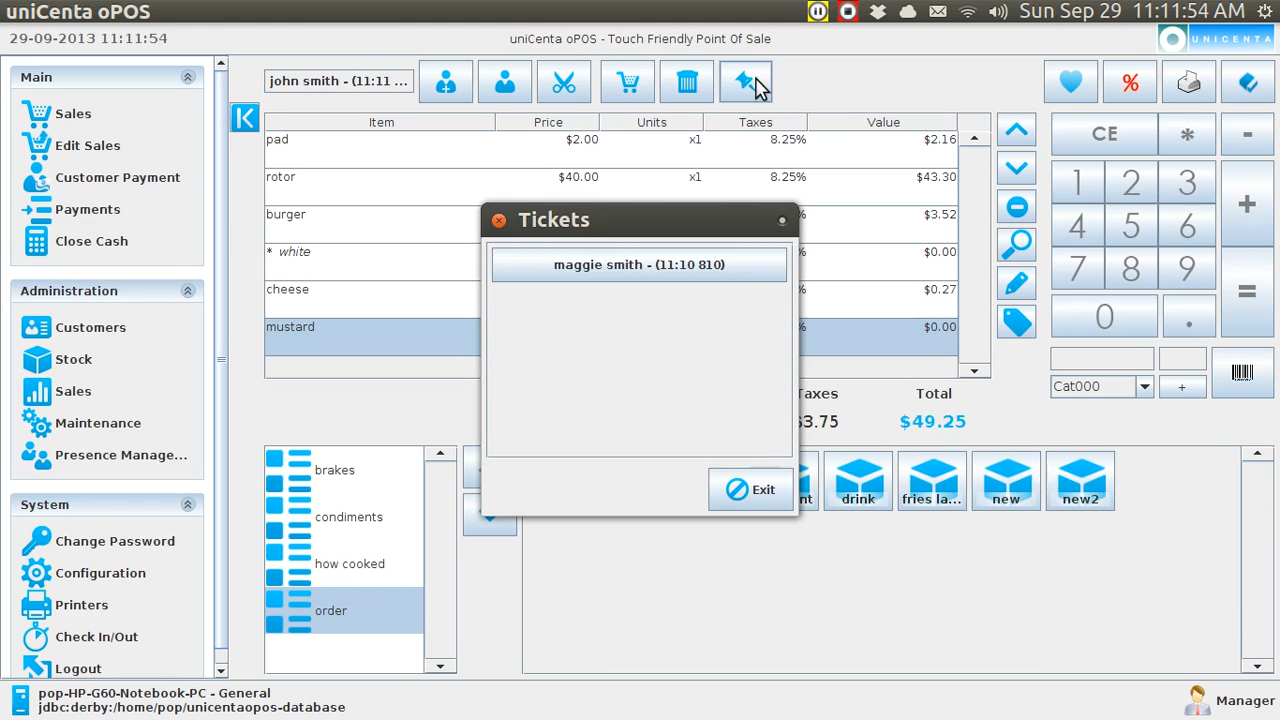 uniCenta oPOS
Sun Sep 29 11:11:54 AM
29-09-2013 11:11:54
uniCenta oPOS - Touch Friendly Point Of Sale
UNICENTA
Main
Sales
Edit Sales
Customer Payment
Payments
Close Cash
Administration
Customers
Stock
Sales
Maintenance
Presence Manage...
System
Change Password
Configuration
Printers
Check In/Out
Logout
john smith - (11:11 ...
%
Item Price Units Taxes Value
pad $2.00 x1 8.25% $2.16
rotor $40.00 x1 8.25% $43.30
burger $3.52
* white % $0.00
cheese $0.27
mustard % $0.00
Taxes Total
$3.75 $49.25
Tickets
maggie smith - (11:10 810)
Exit
CE * -
1 2 3 +
4 5 6
7 8 9 =
0 .
Cat000 +
brakes
condiments
how cooked
order
nt
drink
fries la...
new
new2
pop-HP-G60-Notebook-PC - General
jdbc:derby:/home/pop/unicentaopos-database
Manager